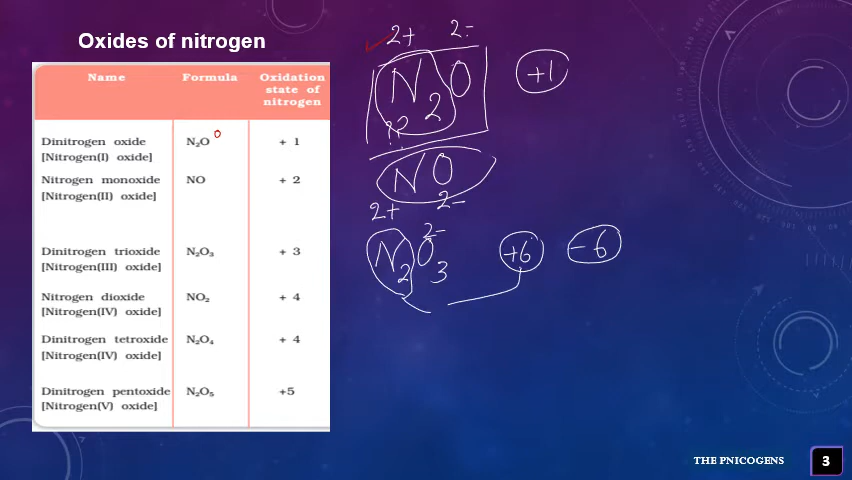 Oxides of nitrogen
Name Formula Oxidation state of nitrogen
Dinitrogen oxide N₂O + 1
[Nitrogen(I) oxide]
Nitrogen monoxide NO + 2
[Nitrogen(II) oxide]
Dinitrogen trioxide N₂O₃ + 3
[Nitrogen(III) oxide]
Nitrogen dioxide NO₂ + 4
[Nitrogen(IV) oxide]
Dinitrogen tetroxide N₂O₄ + 4
[Nitrogen(IV) oxide]
Dinitrogen pentoxide N₂O₅ +5
[Nitrogen(V) oxide]
2+ 2-
N₂O +1
??
NO
2+ 2-
2-
N₂O₃ +6 -6
THE PNICOGENS 3